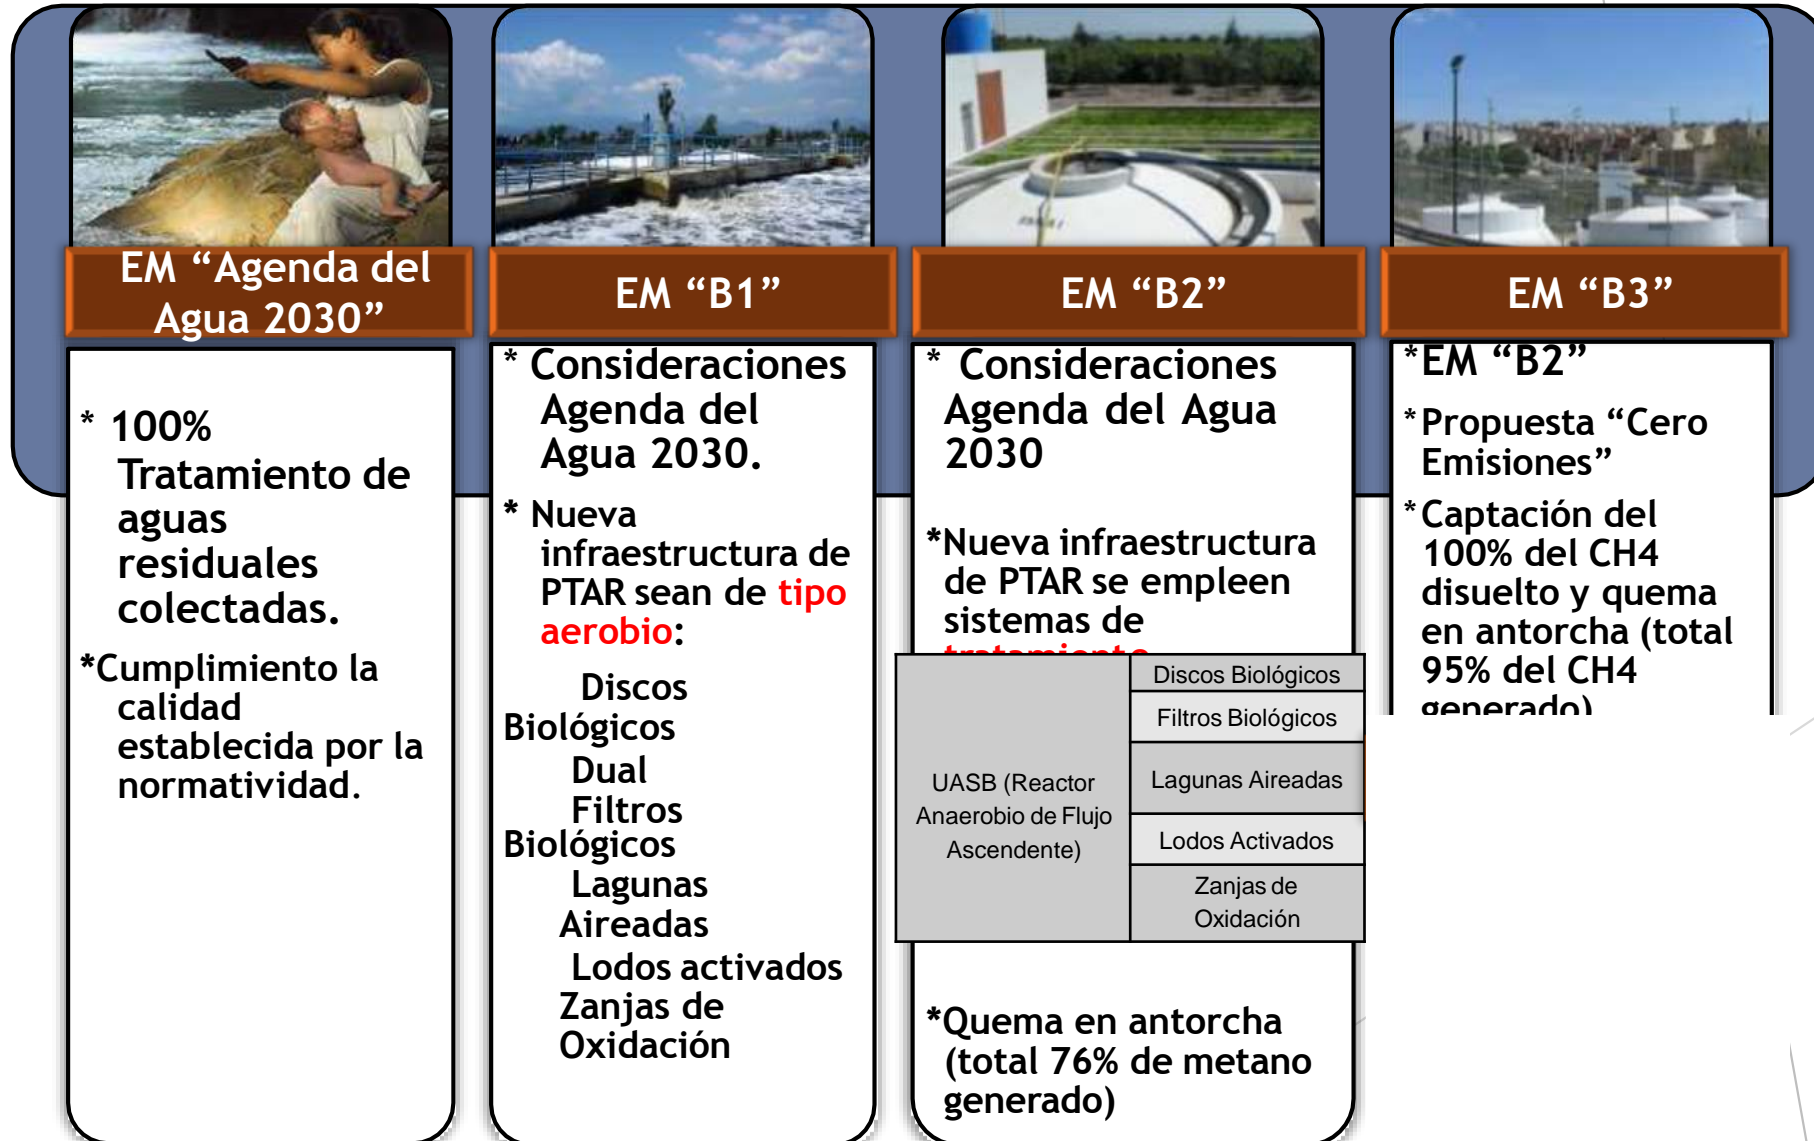 EM “Agenda del
Agua 2030”
* 100%
Tratamiento de
aguas
residuales
colectadas.
*Cumplimiento la
calidad
establecida por la
normatividad.
EM “B1”
* Consideraciones
Agenda del
Agua 2030.
* Nueva
infraestructura de
PTAR sean de tipo
aerobio:
Discos
Biológicos
Dual
Filtros
Biológicos
Lagunas
Aireadas
Lodos activados
Zanjas de
Oxidación
EM “B2”
* Consideraciones
Agenda del Agua
2030
*Nueva infraestructura
de PTAR se empleen
sistemas de
tratamiento
UASB (Reactor
Anaerobio de Flujo
Ascendente)
Discos Biológicos
Filtros Biológicos
Lagunas Aireadas
Lodos Activados
Zanjas de
Oxidación
*Quema en antorcha
(total 76% de metano
generado)
EM “B3”
*EM “B2”
*Propuesta “Cero
Emisiones”
*Captación del
100% del CH4
disuelto y quema
en antorcha (total
95% del CH4
generado)